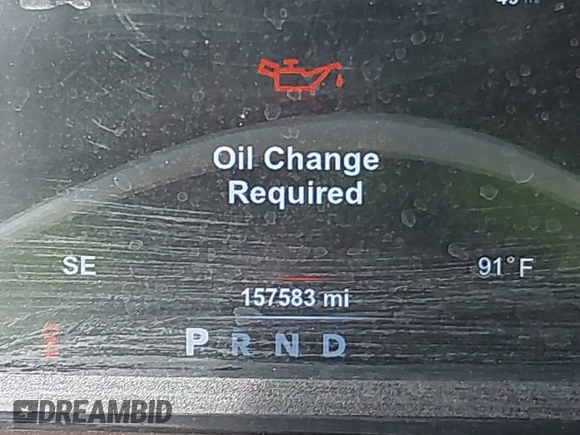 Oil Change
Required
SE
91°F
157583 mi
P R N D
DREAMBID